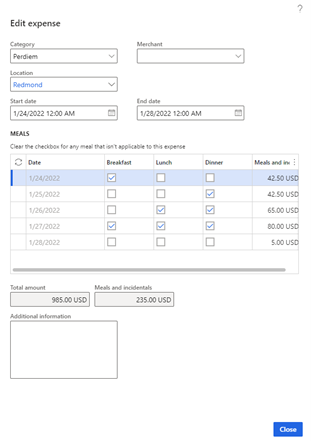 ?
Edit expense
Category Merchant
Perdiem
Location
Redmond
Start date End date
1/24/2022 12:00 AM 1/28/2022 12:00 AM
MEALS
Clear the checkbox for any meal that isn't applicable to this expense
Date Breakfast Lunch Dinner Meals and inc
1/24/2022 42.50 USD
1/25/2022 42.50 USD
1/26/2022 65.00 USD
1/27/2022 80.00 USD
1/28/2022 5.00 USD
Total amount Meals and incidentals
985.00 USD 235.00 USD
Additional information
Close